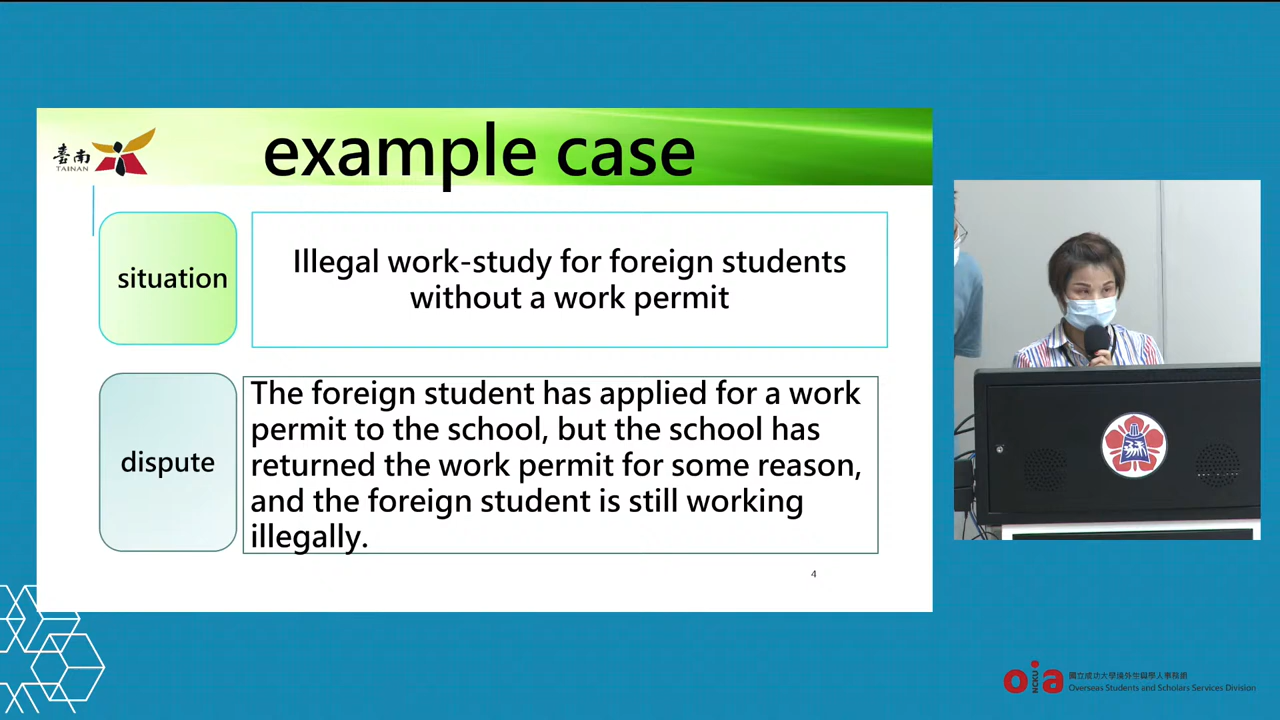 臺南
TAINAN
example case
situation
Illegal work-study for foreign students
without a work permit
dispute
The foreign student has applied for a work
permit to the school, but the school has
returned the work permit for some reason,
and the foreign student is still working
illegally.
4
NCKU
oia
Overseas Students and Scholars Services Division